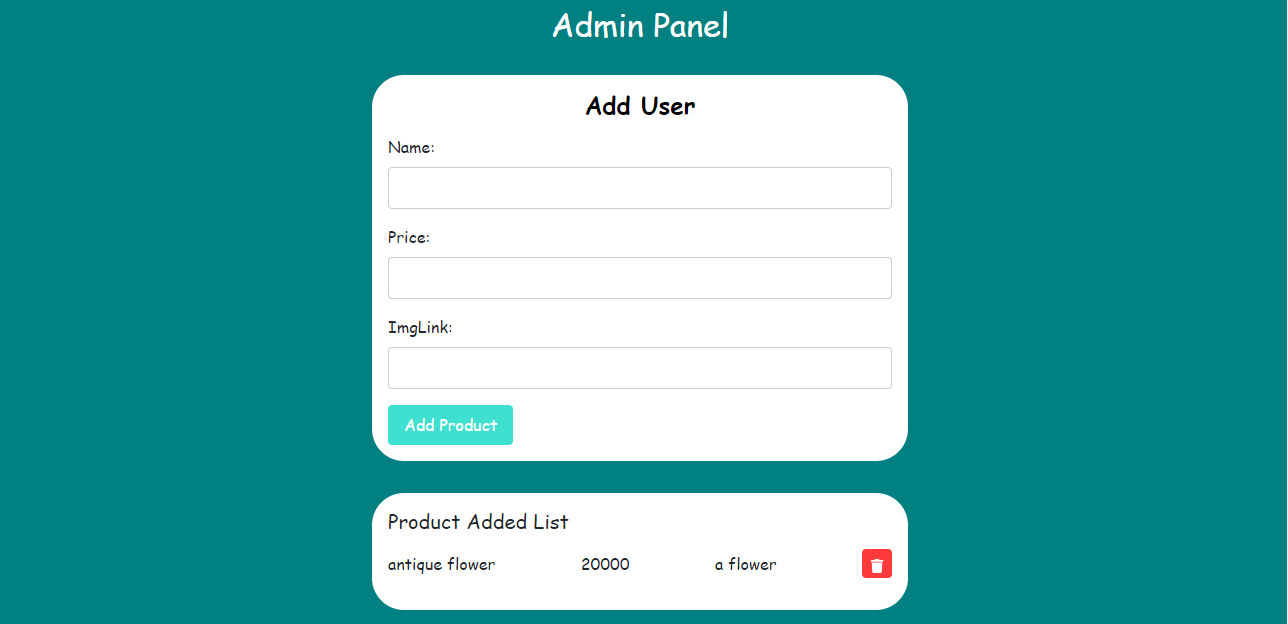 Admin Panel
Add User
Name:
Price:
ImgLink:
Add Product
Product Added List
antique flower 20000 a flower